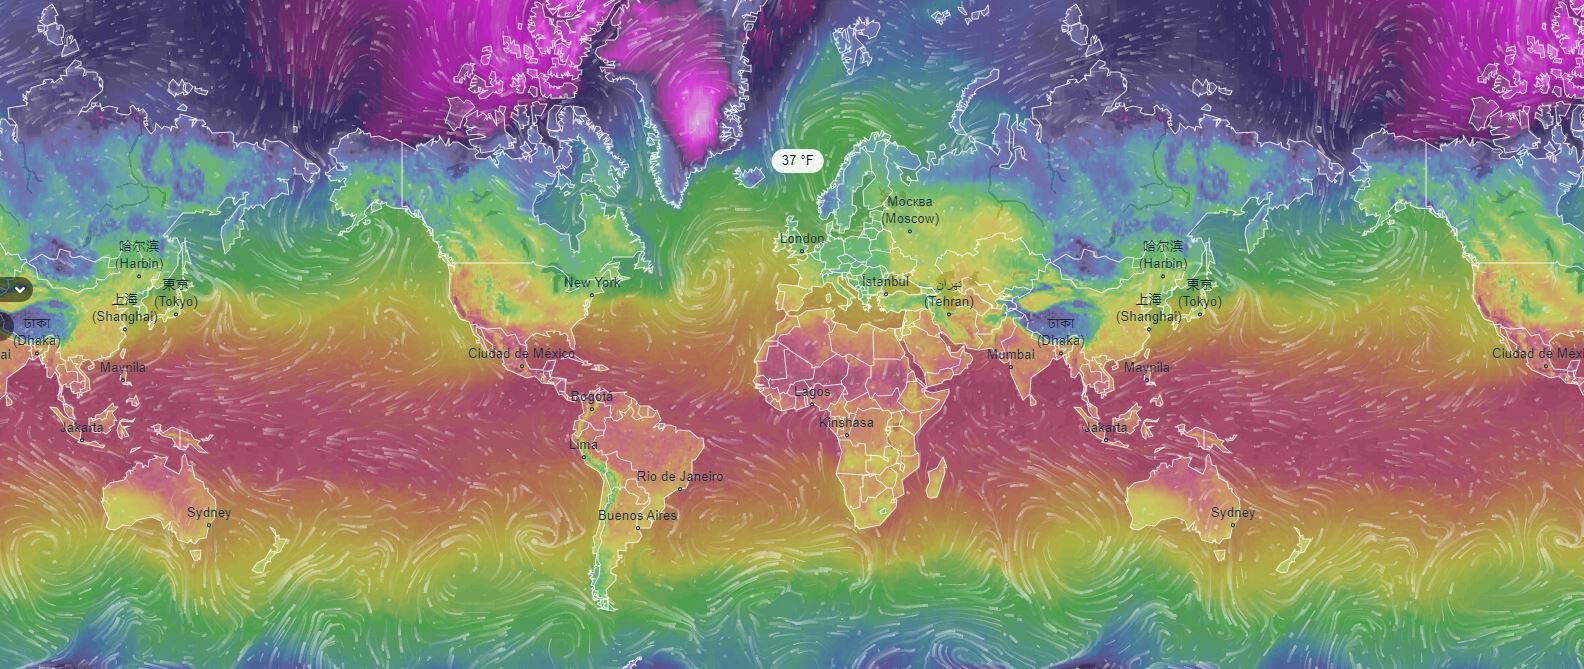 37 °F
Москва
(Moscow)
London
哈尔滨
(Harbin)
哈尔滨
(Harbin)
New York
Istanbul
تهران
(Tehran)
東京
(Tokyo)
東京
(Tokyo)
上海
(Shanghai)
上海
(Shanghai)
ঢাকা
(Dhaka)
ঢাকা
(Dhaka)
ai
Ciudad de México
Mumbai
Ciudad de Méxi
Maynila
Maynila
Lagos
Bogotá
Kinshasa
Jakarta
Jakarta
Lima
Rio de Janeiro
Sydney
Buenos Aires
Sydney